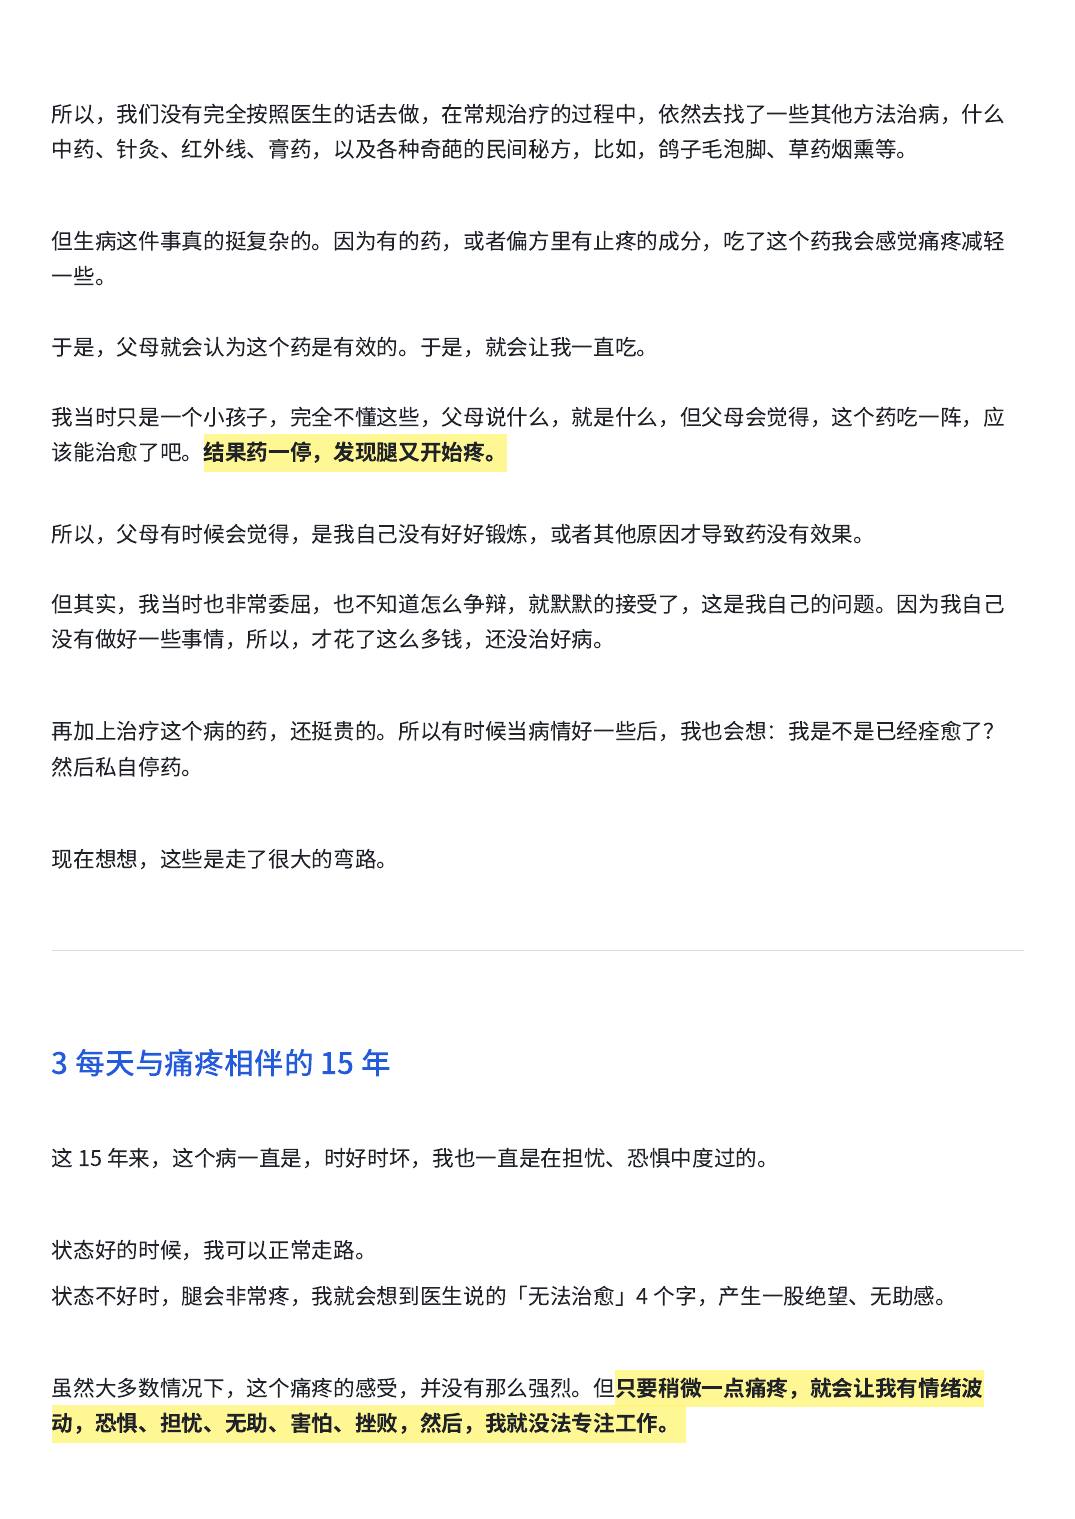 所以，我们没有完全按照医生的话去做，在常规治疗的过程中，依然去找了一些其他方法治病，什么
中药、针灸、红外线、膏药，以及各种奇葩的民间秘方，比如，鸽子毛泡脚、草药烟熏等。
但生病这件事真的挺复杂的。因为有的药，或者偏方里有止疼的成分，吃了这个药我会感觉痛疼减轻
一些。
于是，父母就会认为这个药是有效的。于是，就会让我一直吃。
我当时只是一个小孩子，完全不懂这些，父母说什么，就是什么，但父母会觉得，这个药吃一阵，应
该能治愈了吧。结果药一停，发现腿又开始疼。
所以，父母有时候会觉得，是我自己没有好好锻炼，或者其他原因才导致药没有效果。
但其实，我当时也非常委屈，也不知道怎么争辩，就默默的接受了，这是我自己的问题。因为我自己
没有做好一些事情，所以，才花了这么多钱，还没治好病。
再加上治疗这个病的药，还挺贵的。所以有时候当病情好一些后，我也会想：我是不是已经痊愈了？
然后私自停药。
现在想想，这些是走了很大的弯路。
3 每天与痛疼相伴的 15 年
这 15 年来，这个病一直是，时好时坏，我也一直是在担忧、恐惧中度过的。
状态好的时候，我可以正常走路。
状态不好时，腿会非常疼，我就会想到医生说的「无法治愈」4 个字，产生一股绝望、无助感。
虽然大多数情况下，这个痛疼的感受，并没有那么强烈。但只要稍微一点痛疼，就会让我有情绪波
动，恐惧、担忧、无助、害怕、挫败，然后，我就没法专注工作。